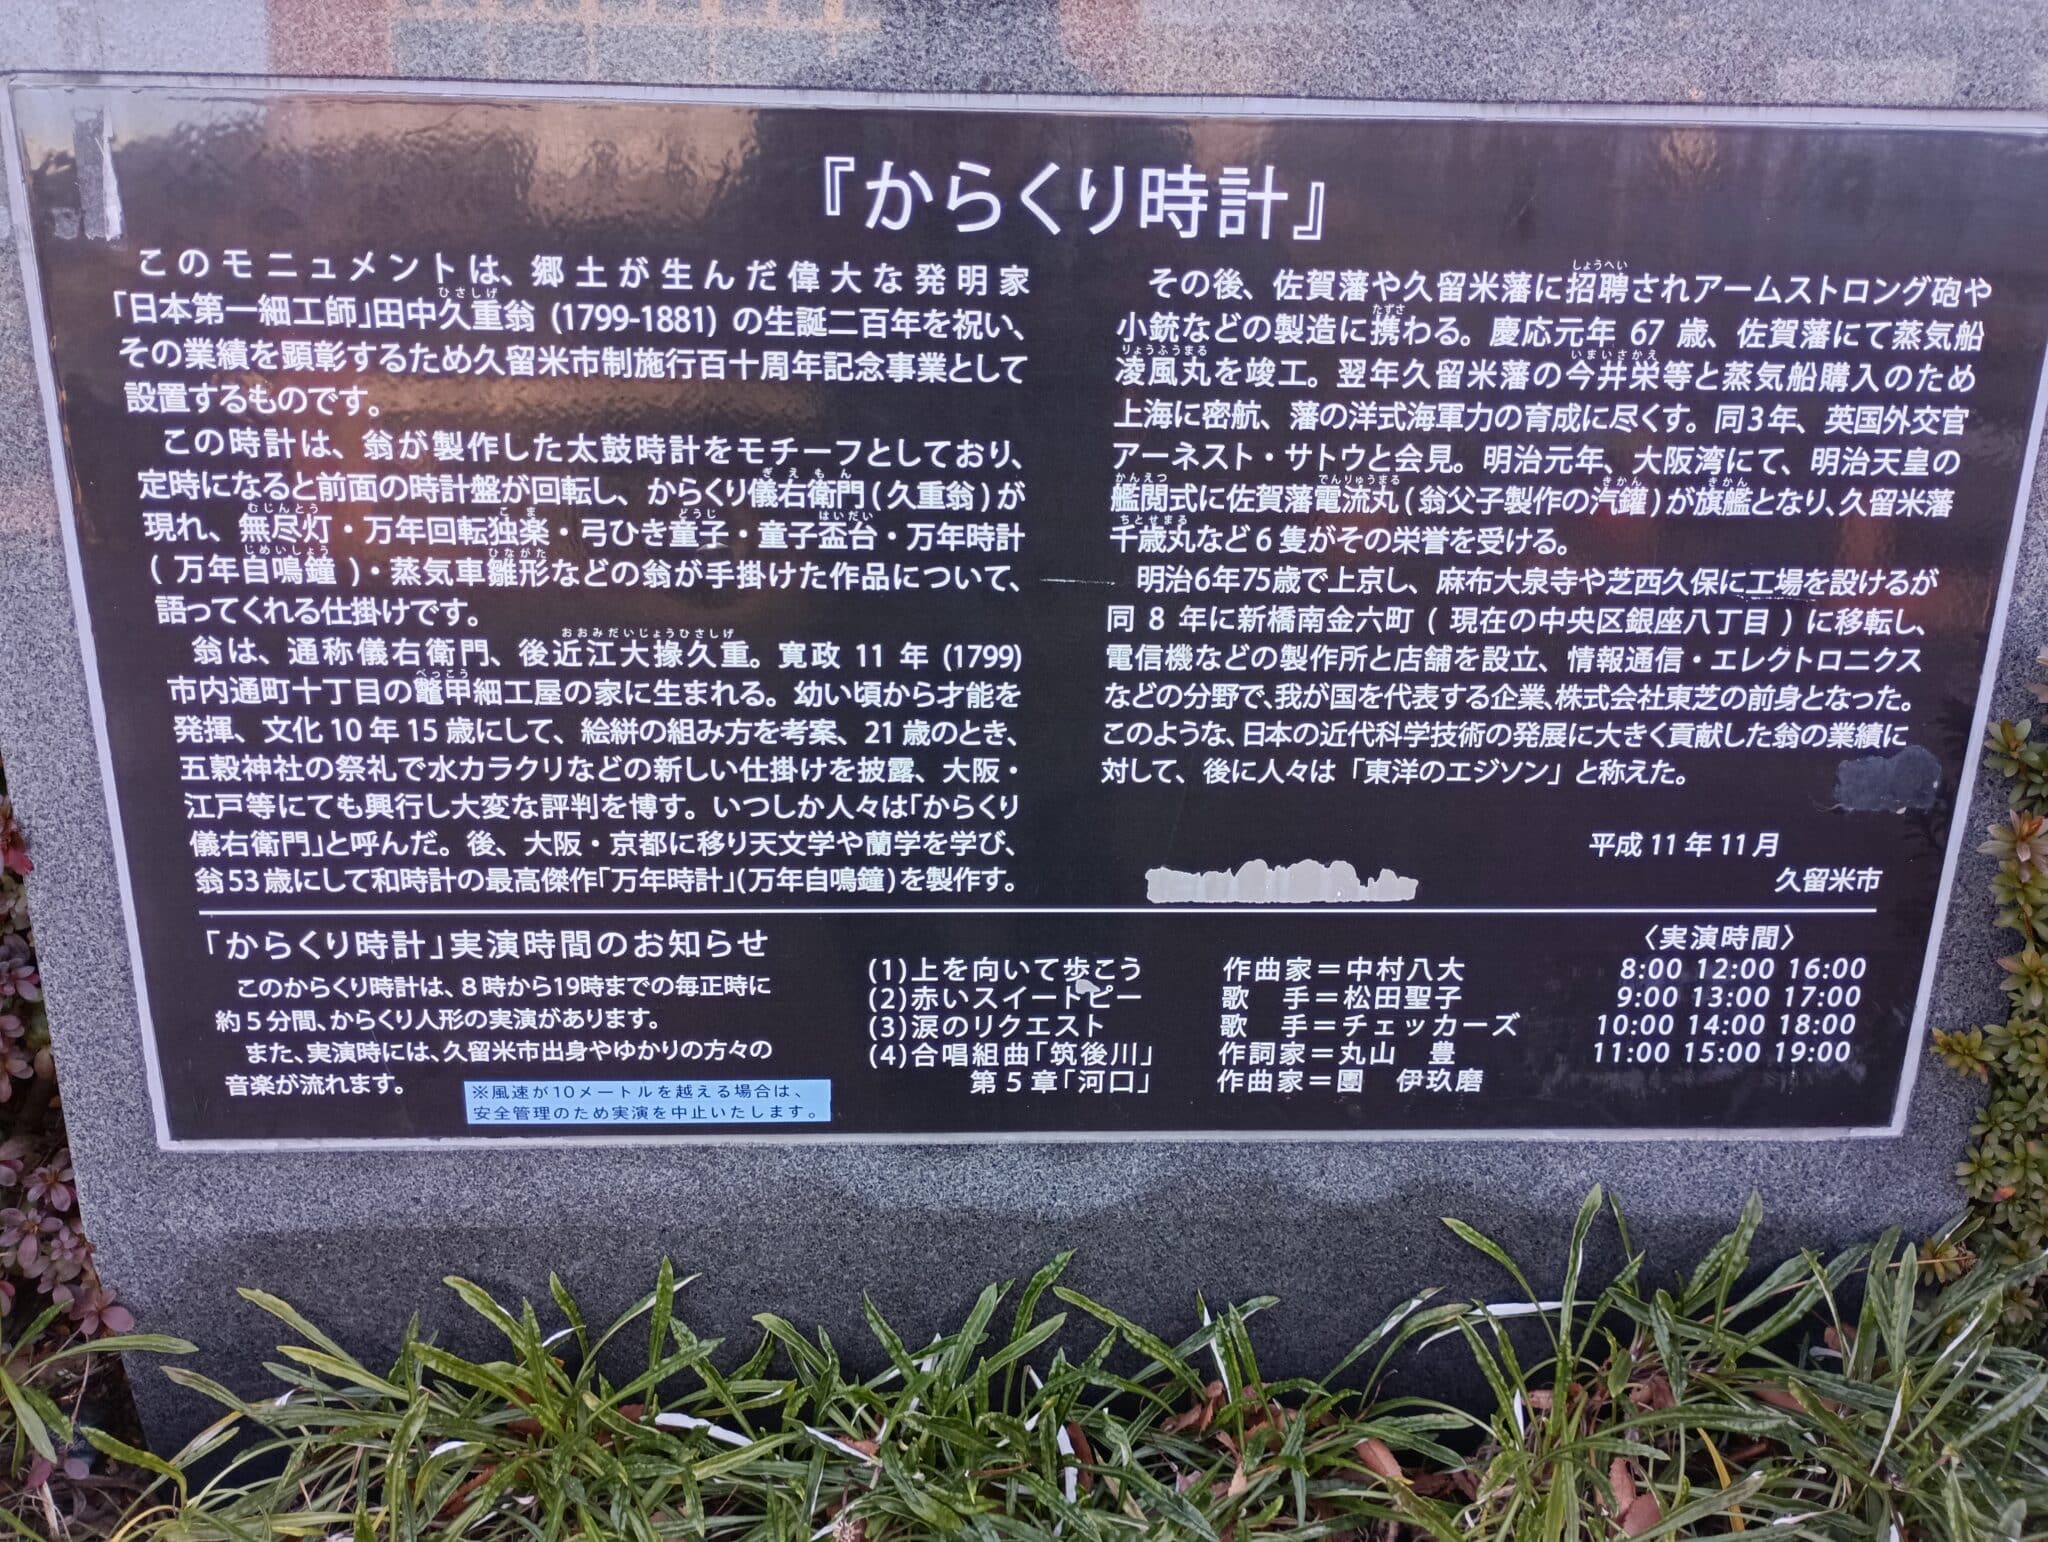 『からくり時計』
このモニュメントは、郷土が生んだ偉大な発明家
「日本第一細工師」田中久重翁 (1799-1881) の生誕二百年を祝い、
その業績を顕彰するため久留米市制施行百十周年記念事業として
設置するものです。
この時計は、翁が製作した太鼓時計をモチーフとしており、
定時になると前面の時計盤が回転し、からくり儀右衛門 ( 久重翁 ) が
現れ、無尽灯・万年回転独楽・弓ひき童子・童子盃台・万年時計
( 万年自鳴鐘 )・蒸気車雛形などの翁が手掛けた作品について、
語ってくれる仕掛けです。
翁は、通称儀右衛門、後近江大掾久重。寛政 11 年 (1799)
市内通町十丁目の鼈甲細工屋の家に生まれる。幼い頃から才能を
発揮、文化 10 年 15 歳にして、絵絣の組み方を考案、21 歳のとき、
五穀神社の祭礼で水カラクリなどの新しい仕掛けを披露、大阪・
江戸等にても興行し大変な評判を博す。いつしか人々は「からくり
儀右衛門」と呼んだ。後、大阪・京都に移り天文学や蘭学を学び、
翁 53 歳にして和時計の最高傑作「万年時計」(万年自鳴鐘) を製作す。
その後、佐賀藩や久留米藩に招聘されアームストロング砲や
小銃などの製造に携わる。慶応元年 67 歳、佐賀藩にて蒸気船
凌風丸を竣工。翌年久留米藩の今井栄等と蒸気船購入のため
上海に密航、藩の洋式海軍力の育成に尽くす。同3年、英国外交官
アーネスト・サトウと会見。明治元年、大阪湾にて、明治天皇の
艦閲式に佐賀藩電流丸 ( 翁父子製作の汽罐 ) が旗艦となり、久留米藩
千歳丸など 6 隻がその栄誉を受ける。
明治6年75歳で上京し、麻布大泉寺や芝西久保に工場を設けるが
同 8 年に新橋南金六町 ( 現在の中央区銀座八丁目 ) に移転し、
電信機などの製作所と店舗を設立、情報通信・エレクトロニクス
などの分野で、我が国を代表する企業、株式会社東芝の前身となった。
このような、日本の近代科学技術の発展に大きく貢献した翁の業績に
対して、後に人々は「東洋のエジソン」と称えた。
平成 11 年 11 月
久留米市
「からくり時計」実演時間のお知らせ
このからくり時計は、8 時から19時までの毎正時に
約 5 分間、からくり人形の実演があります。
また、実演時には、久留米市出身やゆかりの方々の
音楽が流れます。
※風速が10メートルを越える場合は、
安全管理のため実演を中止いたします。
(1)上を向いて歩こう 作曲家＝中村八大
(2)赤いスイートピー 歌 手＝松田聖子
(3)涙のリクエスト 歌 手＝チェッカーズ
(4)合唱組曲「筑後川」 作詞家＝丸山 豊
第 5 章「河口」 作曲家＝團 伊玖磨
〈実演時間〉
8:00 12:00 16:00
9:00 13:00 17:00
10:00 14:00 18:00
11:00 15:00 19:00